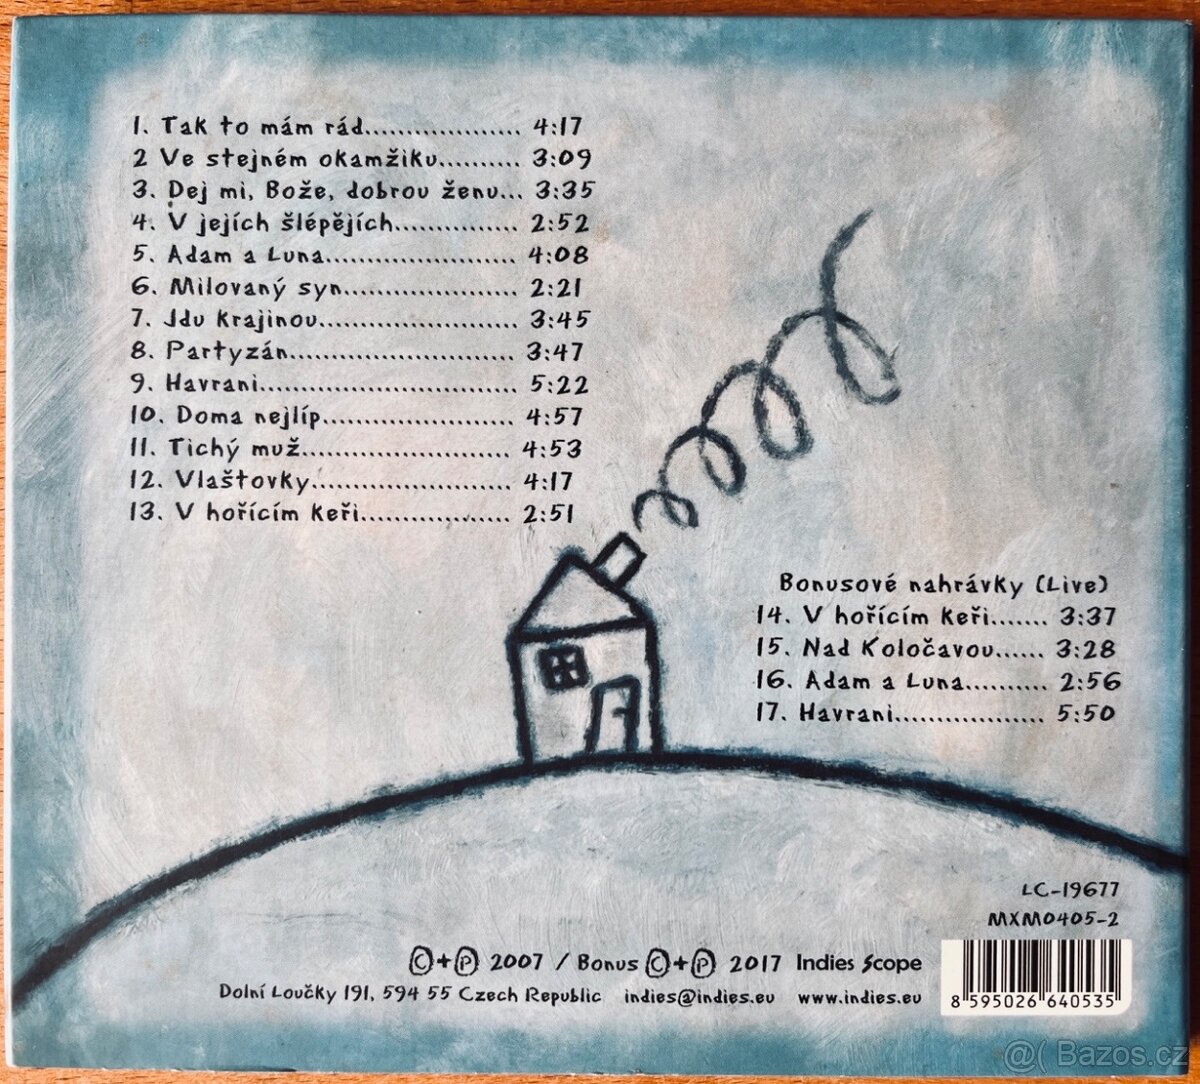 1. Tak to mám rád................... 4:17
2 Ve stejném okamžiku.......... 3:09
3. Dej mi, Bože, dobrou ženu... 3:35
4. V jejích šlépějích............... 2:52
5. Adam a Luna....................... 4:08
6. Milovaný syn..................... 2:21
7. Jdu krajinou........................ 3:45
8. Partyzán........................... 3:47
9. Havrani............................... 5:22
10. Doma nejlíp....................... 4:57
11. Tichý muž......................... 4:53
12. Vlaštovky........................ 4:17
13. V hořícím keři.................. 2:51
Bonusové nahrávky (Live)
14. V hořícím keři....... 3:37
15. Nad Koločavou...... 3:28
16. Adam a Luna.......... 2:56
17. Havrani.................. 5:50
LC-19677
MXM0405-2
©+℗ 2007 / Bonus ©+℗ 2017 Indies Scope
Dolní Loučky 191, 594 55 Czech Republic indies@indies.eu www.indies.eu
8 595026 640535
@( Bazos.cz